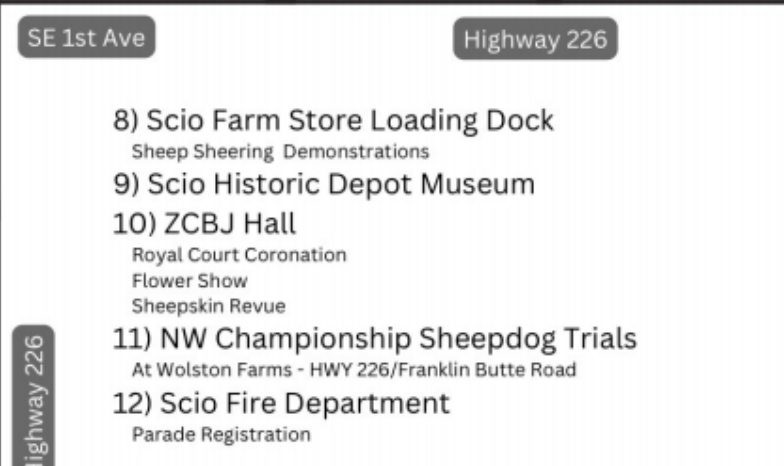 SE 1st Ave
Highway 226
8) Scio Farm Store Loading Dock
Sheep Sheering Demonstrations
9) Scio Historic Depot Museum
10) ZCBJ Hall
Royal Court Coronation
Flower Show
Sheepskin Revue
11) NW Championship Sheepdog Trials
At Wolston Farms - HWY 226/Franklin Butte Road
12) Scio Fire Department
Parade Registration
ighway 226